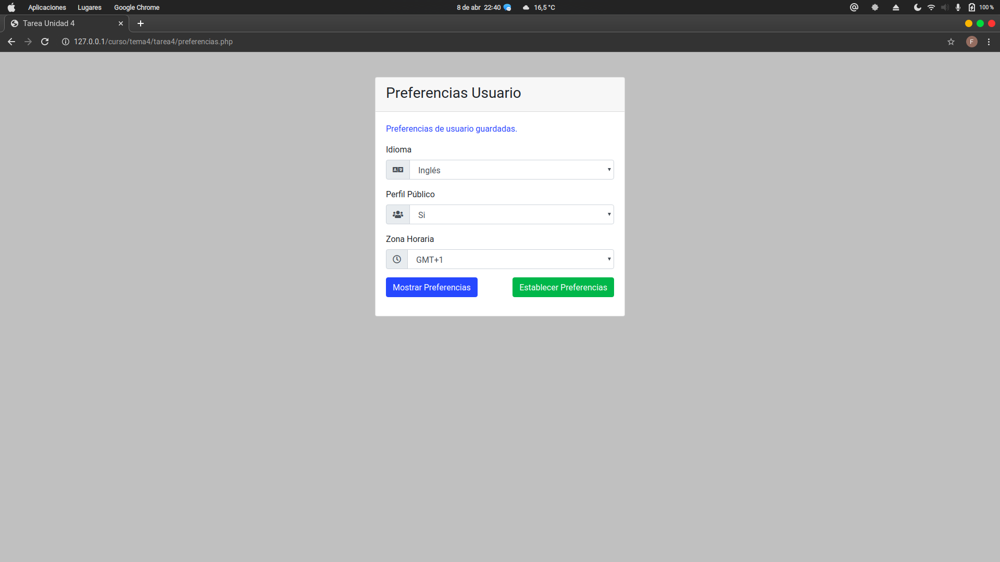 Aplicaciones Lugares Google Chrome 8 de abr 22:40 16,5 °C 100 %
Tarea Unidad 4
127.0.0.1/curso/tema4/tarea4/preferencias.php F
Preferencias Usuario
Preferencias de usuario guardadas.
Idioma
Inglés
Perfil Público
Si
Zona Horaria
GMT+1
Mostrar Preferencias Establecer Preferencias